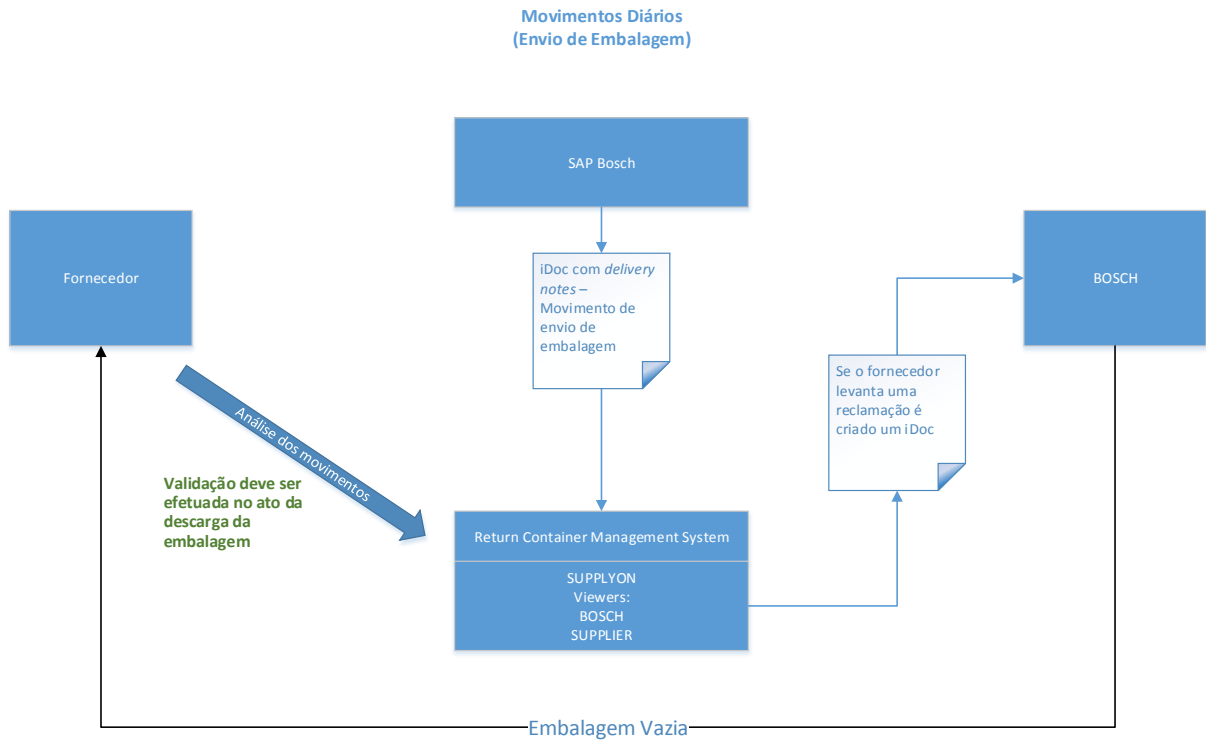 Movimentos Diários
(Envio de Embalagem)
SAP Bosch
Fornecedor
iDoc com delivery
notes –
Movimento de
envio de
embalagem
BOSCH
Se o fornecedor
levanta uma
reclamação é
criado um iDoc
Análise dos movimentos
Validação deve ser
efetuada no ato da
descarga da
embalagem
Return Container Management System
SUPPLYON
Viewers:
BOSCH
SUPPLIER
Embalagem Vazia